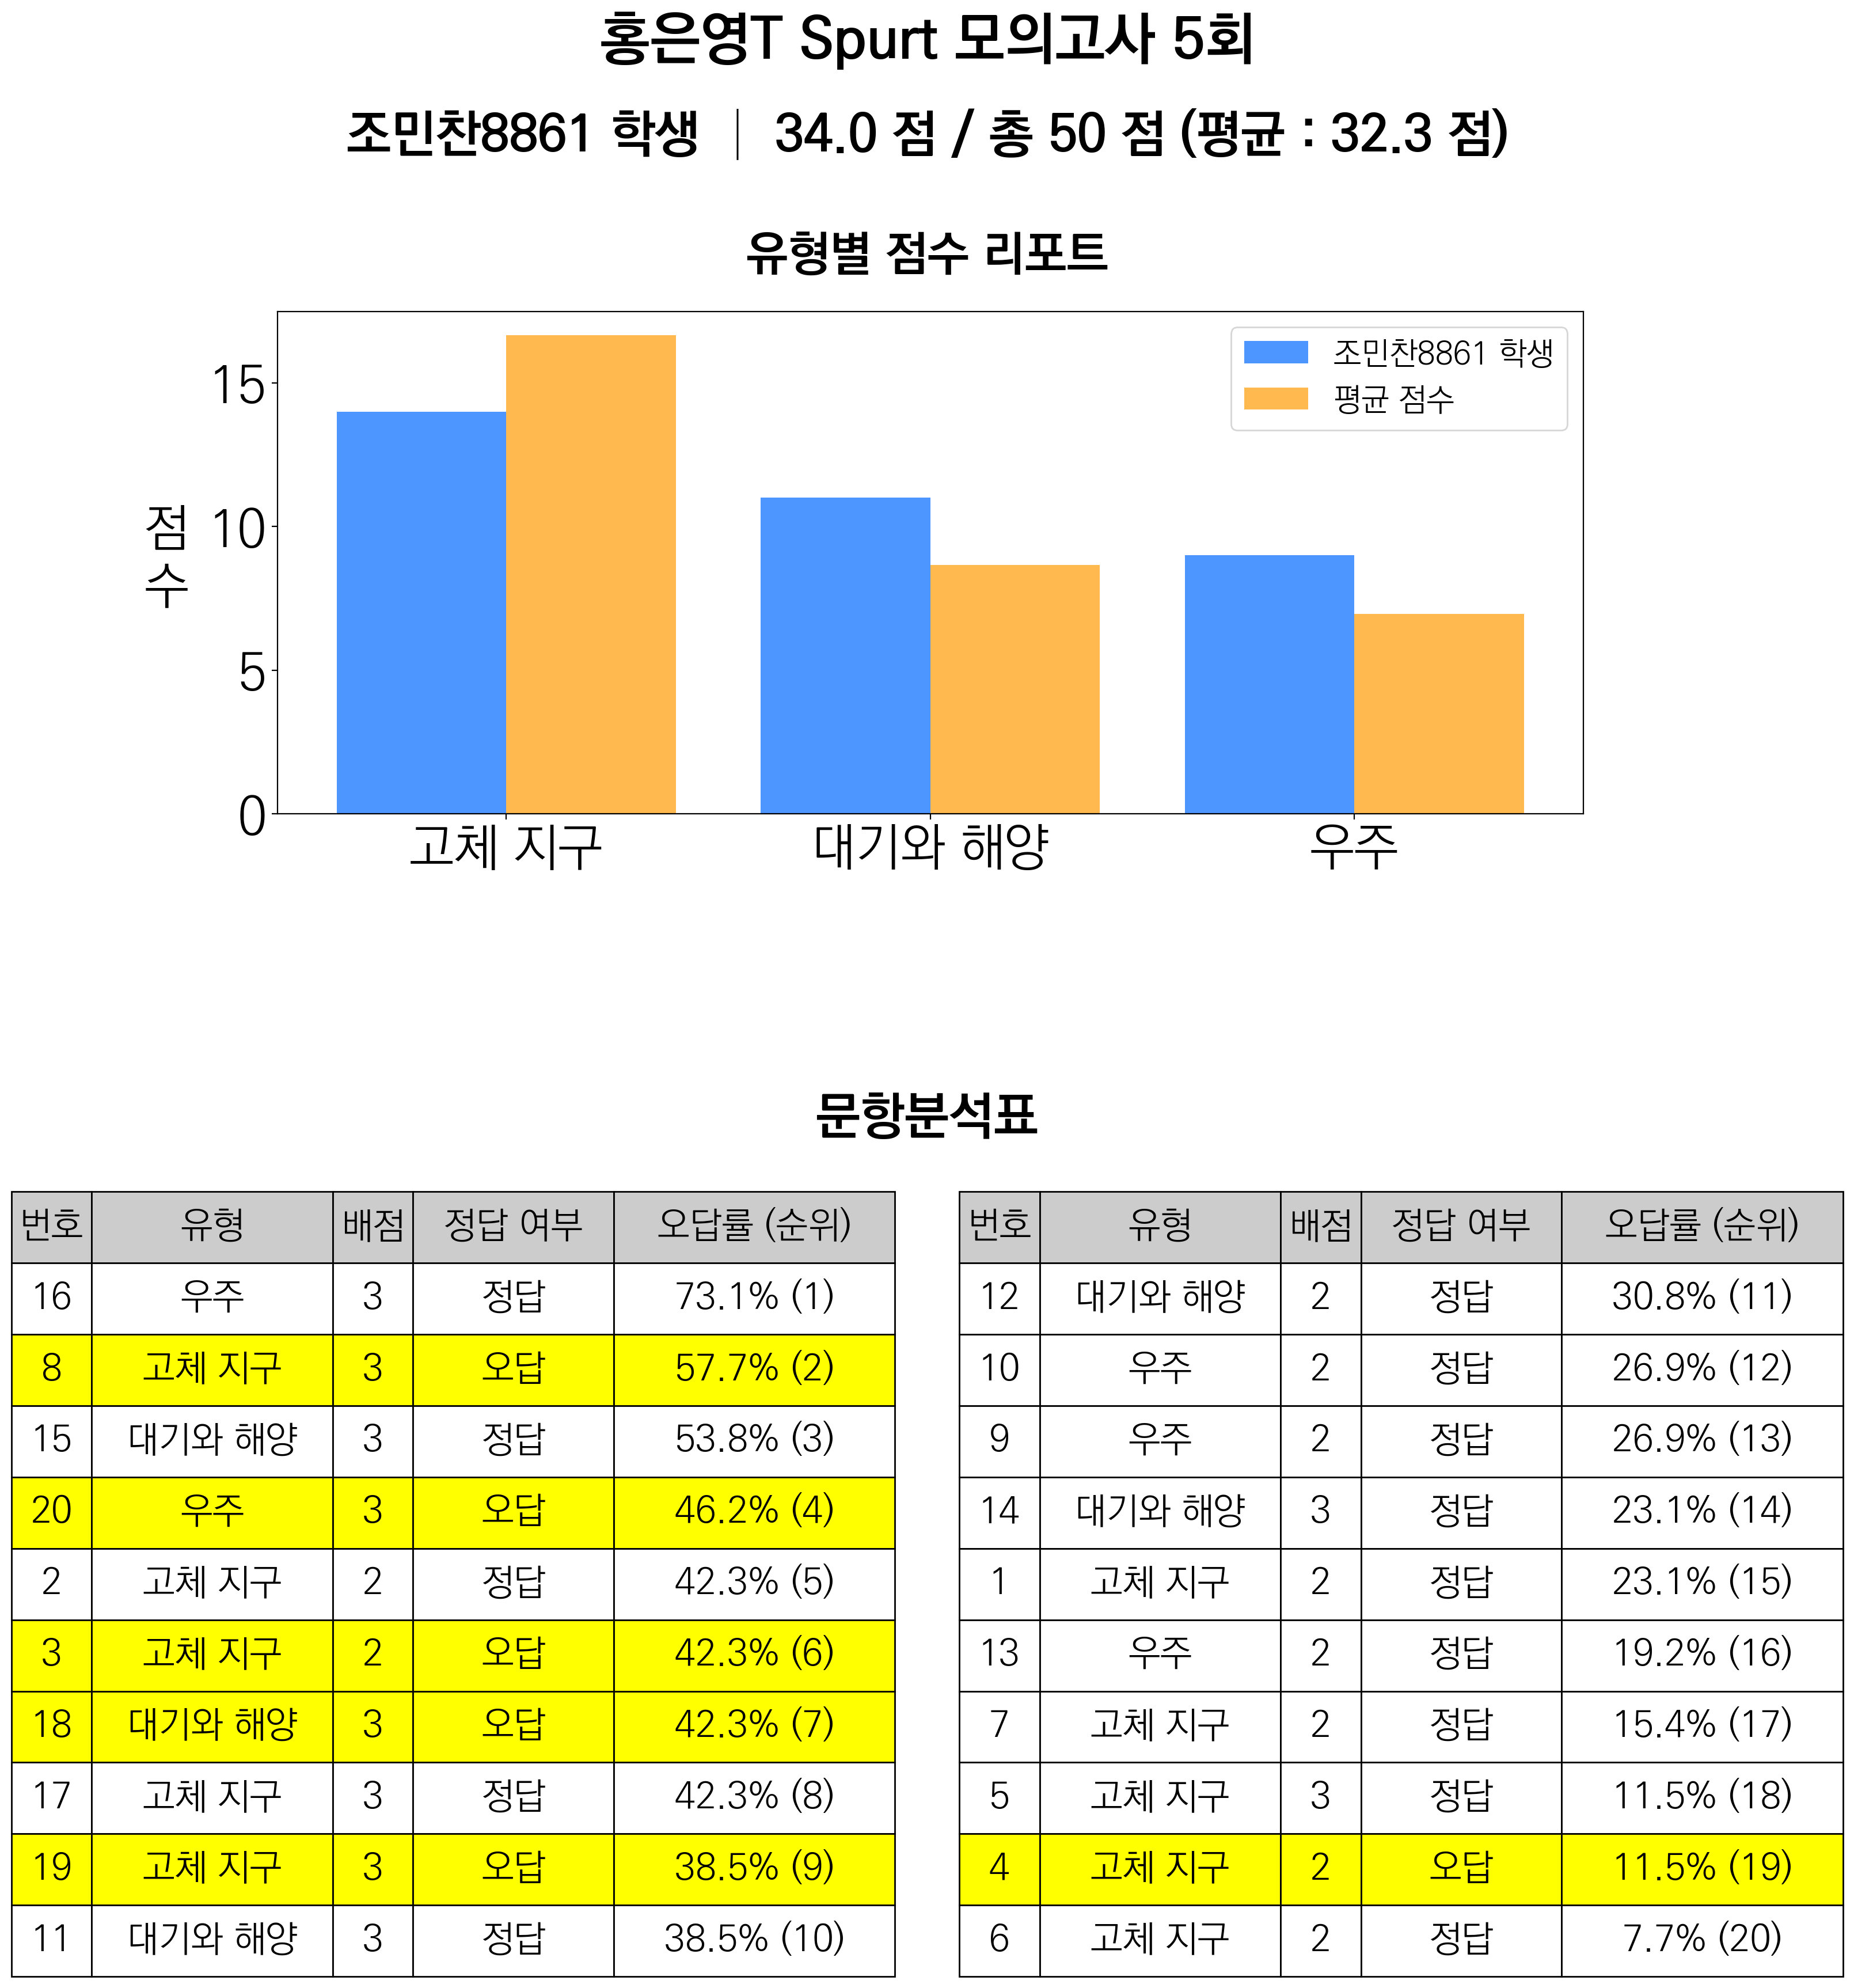 홍은영T Spurt 모의고사 5회
조민찬8861 학생 | 34.0 점 / 총 50 점 (평균 : 32.3 점)
유형별 점수 리포트
조민찬8861 학생
평균 점수
점수
15
10
5
0
고체 지구 대기와 해양 우주
문항분석표
번호 유형 배점 정답 여부 오답률 (순위)
16 우주 3 정답 73.1% (1)
8 고체 지구 3 오답 57.7% (2)
15 대기와 해양 3 정답 53.8% (3)
20 우주 3 오답 46.2% (4)
2 고체 지구 2 정답 42.3% (5)
3 고체 지구 2 오답 42.3% (6)
18 대기와 해양 3 오답 42.3% (7)
17 고체 지구 3 정답 42.3% (8)
19 고체 지구 3 오답 38.5% (9)
11 대기와 해양 3 정답 38.5% (10)
번호 유형 배점 정답 여부 오답률 (순위)
12 대기와 해양 2 정답 30.8% (11)
10 우주 2 정답 26.9% (12)
9 우주 2 정답 26.9% (13)
14 대기와 해양 3 정답 23.1% (14)
1 고체 지구 2 정답 23.1% (15)
13 우주 2 정답 19.2% (16)
7 고체 지구 2 정답 15.4% (17)
5 고체 지구 3 정답 11.5% (18)
4 고체 지구 2 오답 11.5% (19)
6 고체 지구 2 정답 7.7% (20)